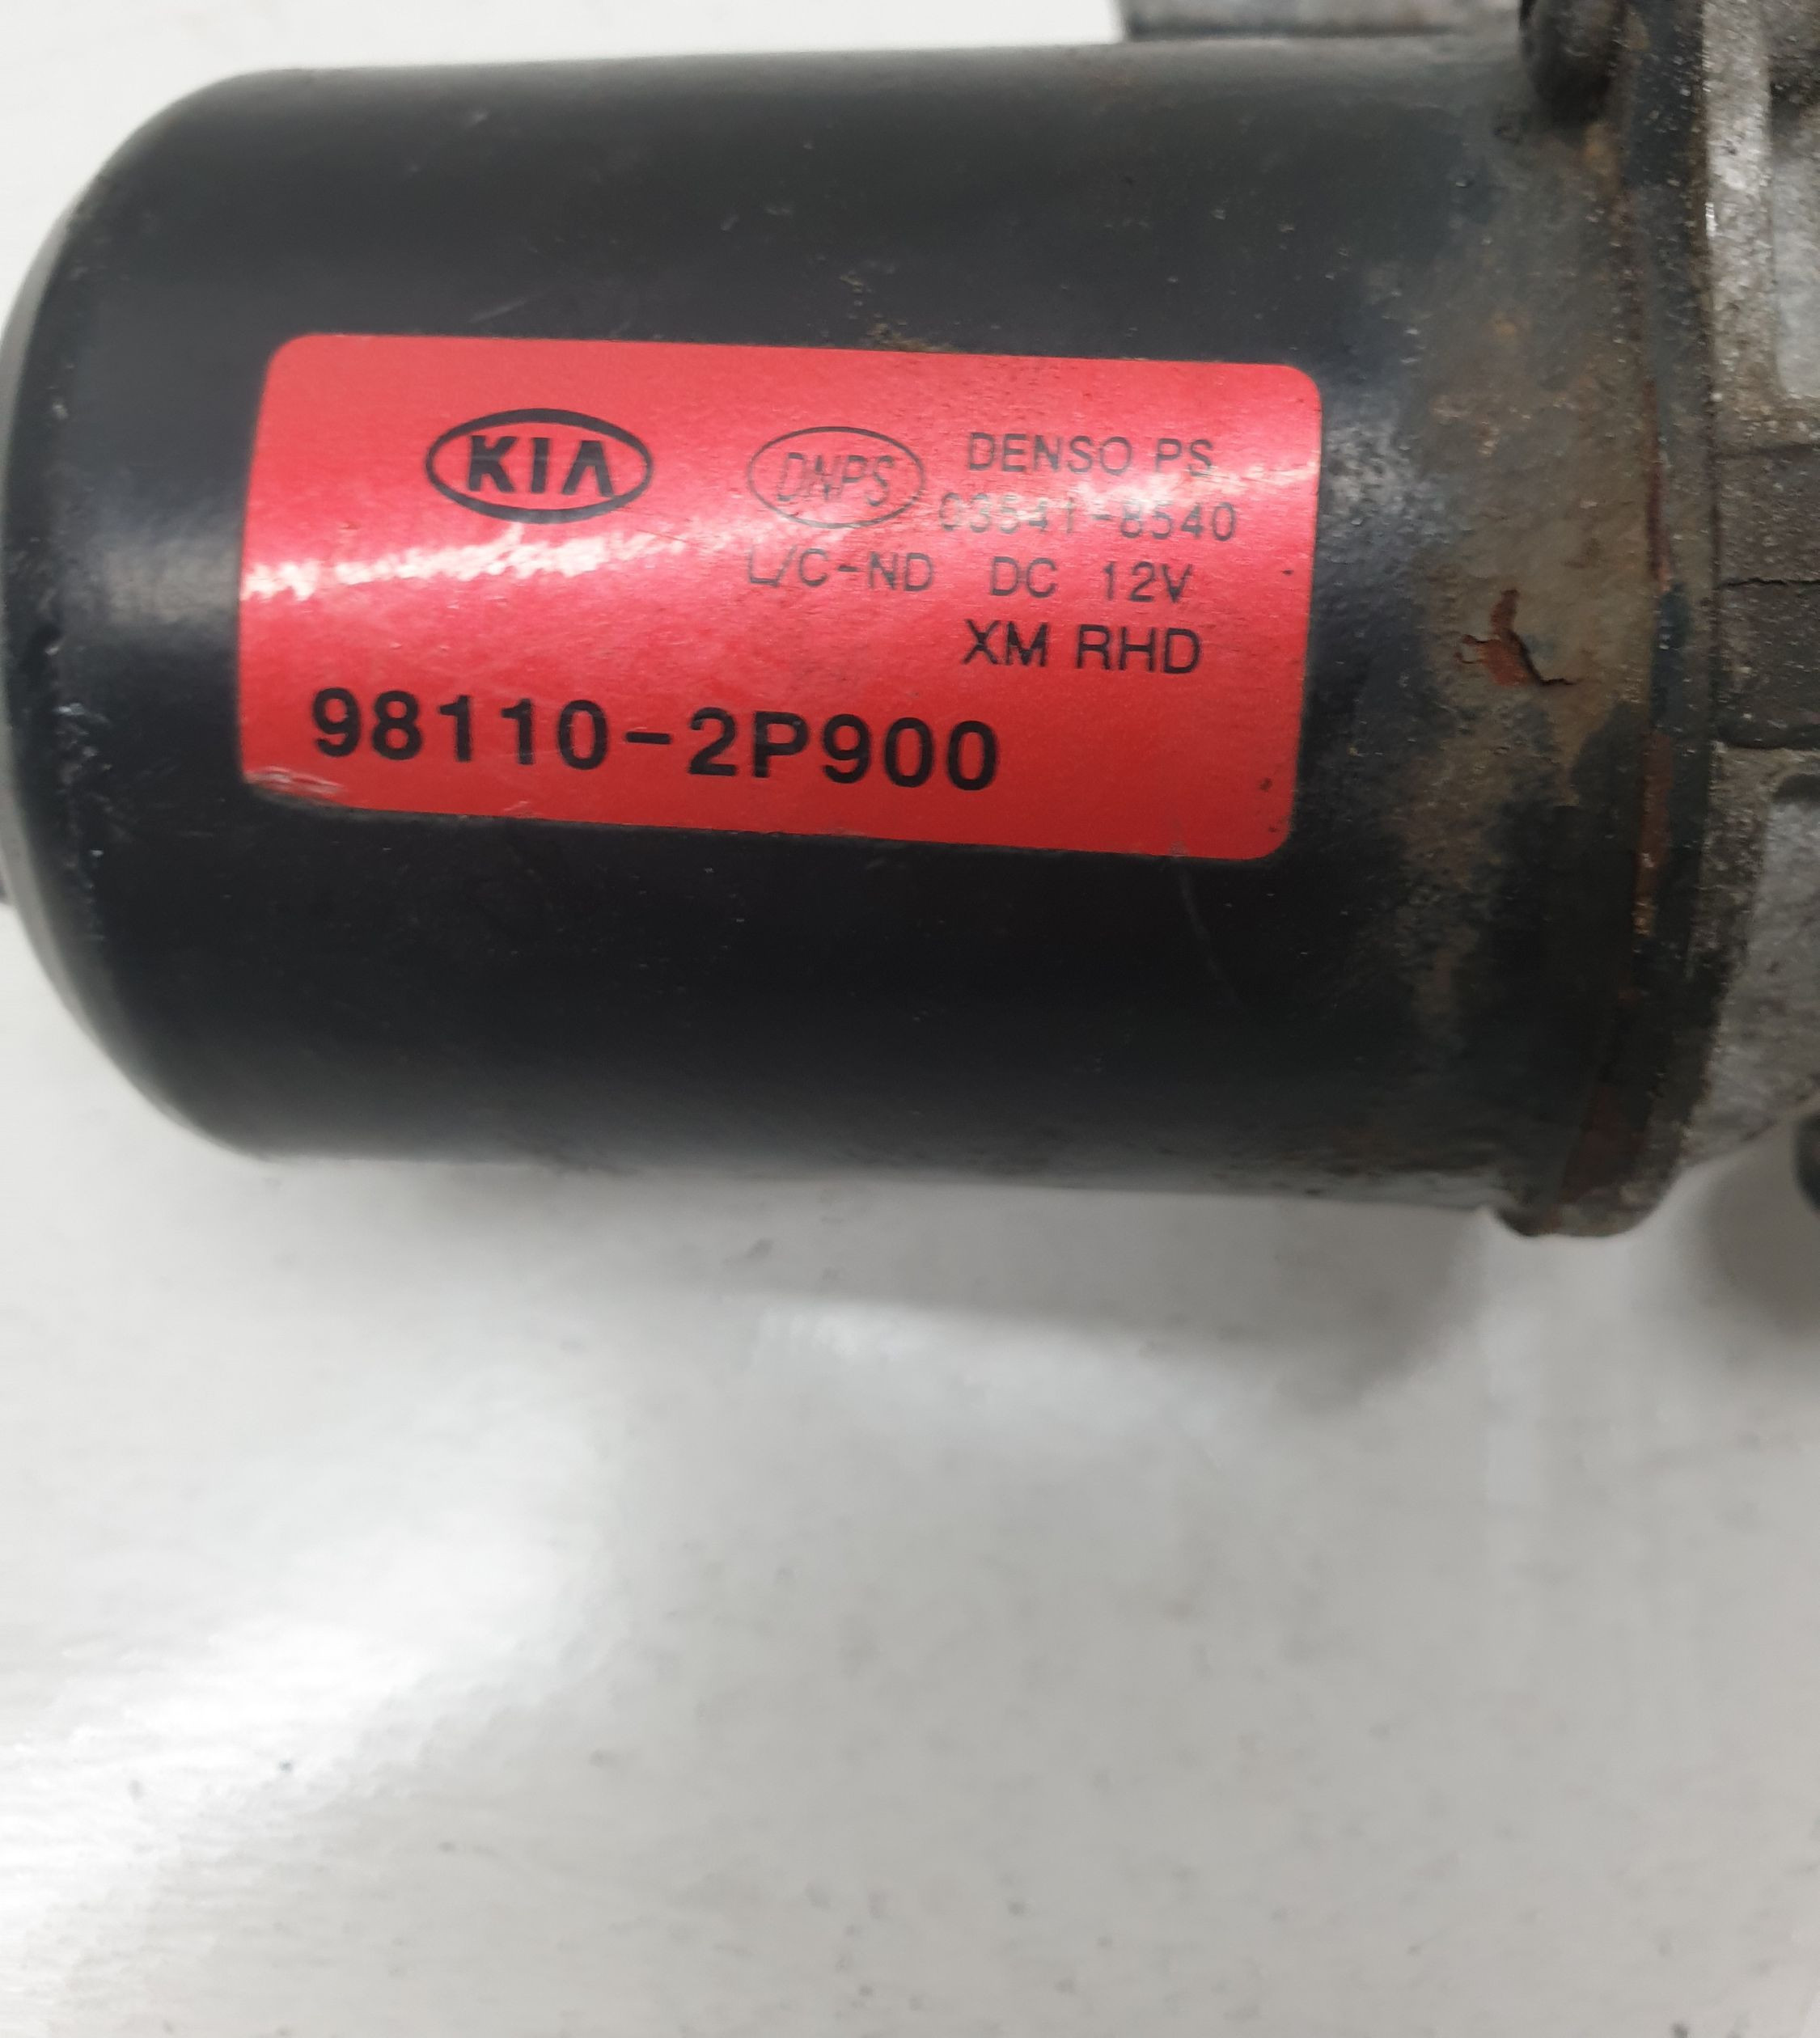 KIA
DNPS
DENSO PS
03541-8540
L/C-ND DC 12V
XM RHD
98110-2P900